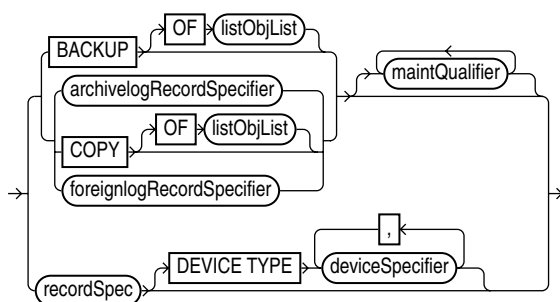 BACKUP OF listObjList
maintQualifier
archivelogRecordSpecifier
COPY OF listObjList
foreignlogRecordSpecifier
,
recordSpec DEVICE TYPE deviceSpecifier